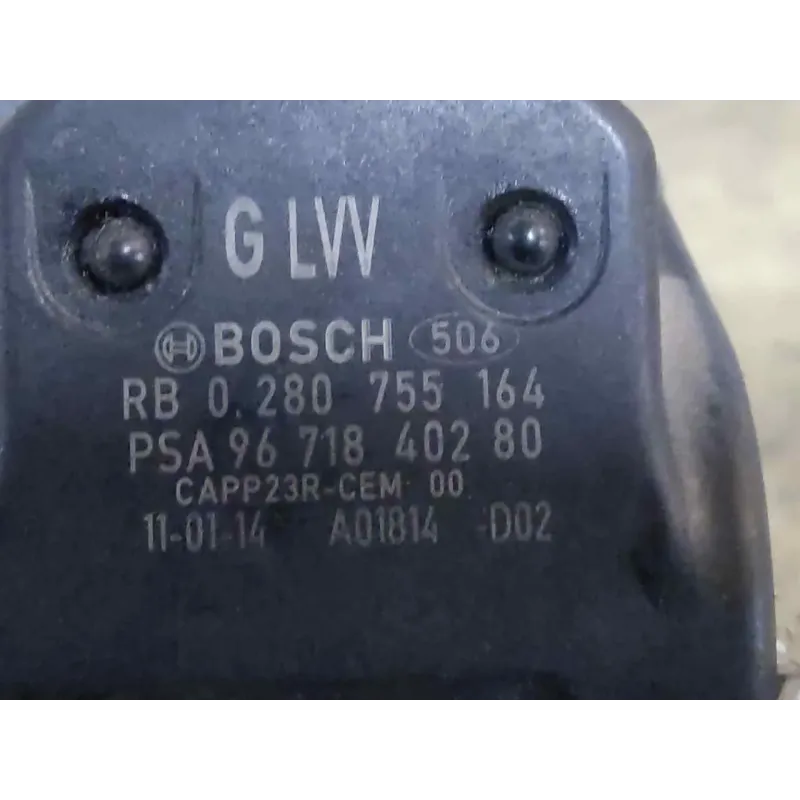 G LVV
BOSCH 506
RB 0.280 755 164
PSA 96 718 402 80
CAPP23R-CEM 00
11-01-14 A01814 -D02